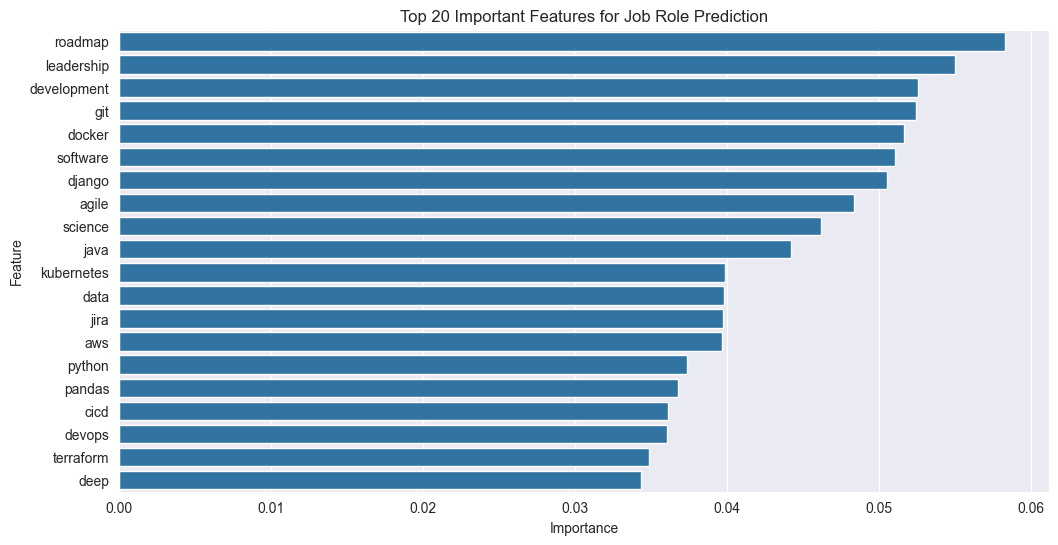 Top 20 Important Features for Job Role Prediction
Feature
roadmap
leadership
development
git
docker
software
django
agile
science
java
kubernetes
data
jira
aws
python
pandas
cicd
devops
terraform
deep
0.00 0.01 0.02 0.03 0.04 0.05 0.06
Importance